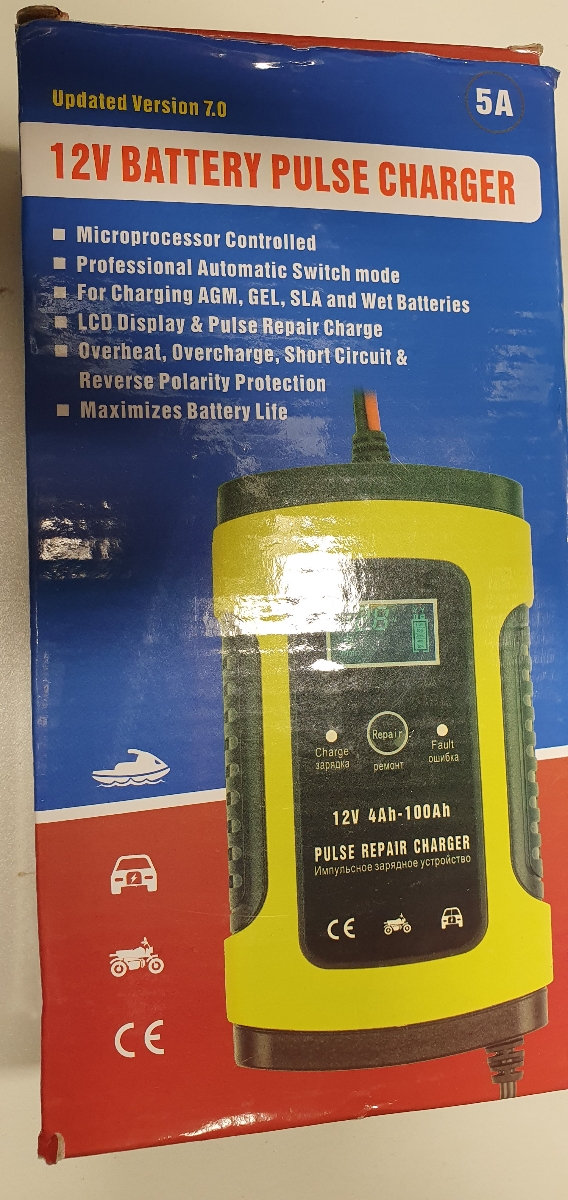 Updated Version 7.0
5A
12V BATTERY PULSE CHARGER
Microprocessor Controlled
Professional Automatic Switch mode
For Charging AGM, GEL, SLA and Wet Batteries
LCD Display & Pulse Repair Charge
Overheat, Overcharge, Short Circuit &
Reverse Polarity Protection
Maximizes Battery Life
Repair
Charge
зарядка
ремонт
Fault
ошибка
12V 4Ah-100Ah
PULSE REPAIR CHARGER
Импульсное зарядное устройство
CE
CE